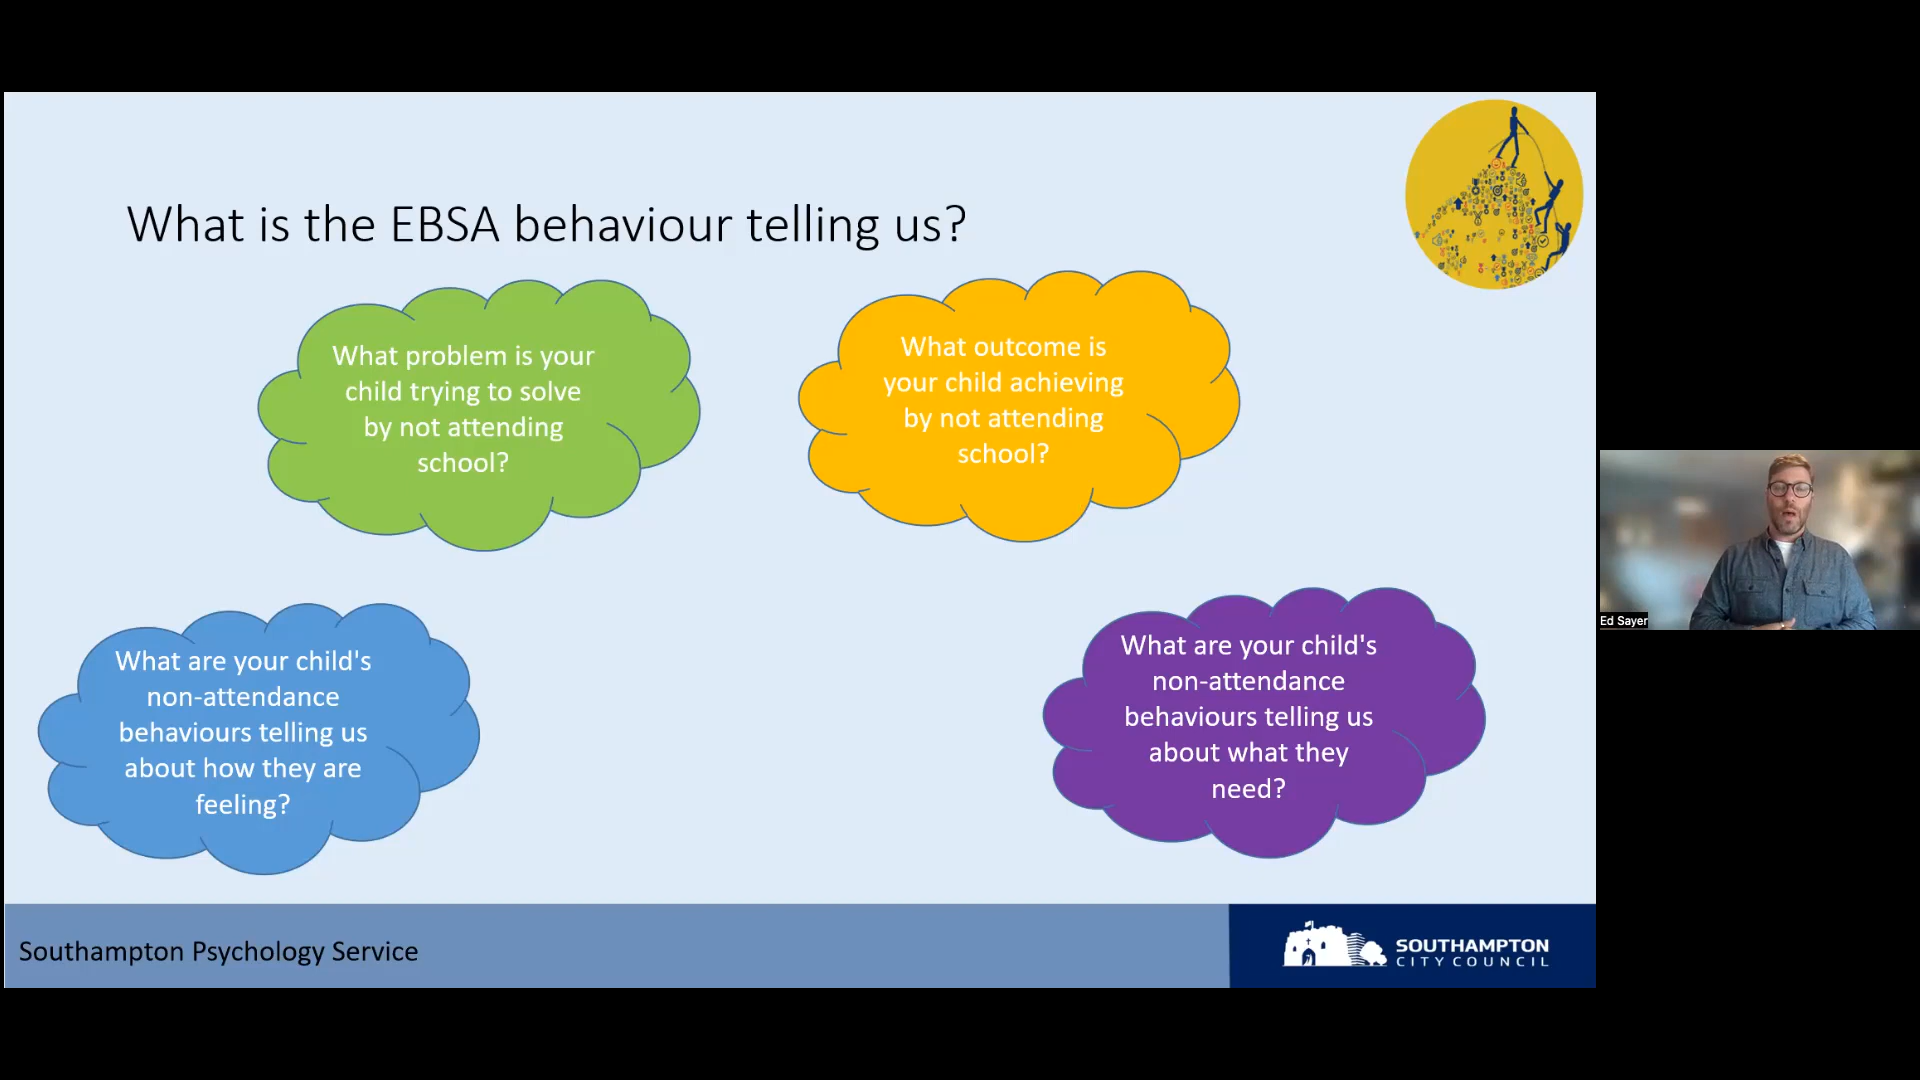 What is the EBSA behaviour telling us?
What problem is your
child trying to solve
by not attending
school?
What outcome is
your child achieving
by not attending
school?
What are your child's
non-attendance
behaviours telling us
about how they are
feeling?
What are your child's
non-attendance
behaviours telling us
about what they
need?
Ed Sayer
Southampton Psychology Service
SOUTHAMPTON
CITY COUNCIL